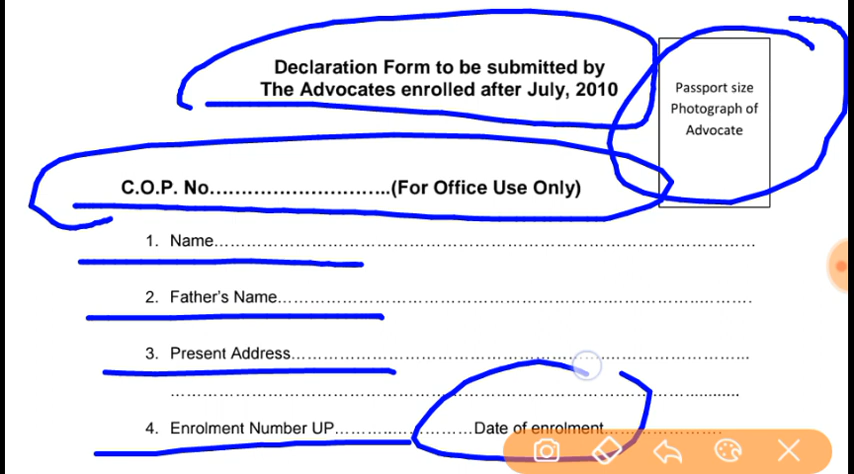 Declaration Form to be submitted by
The Advocates enrolled after July, 2010
Passport size
Photograph of
Advocate
C.O.P. No..............................(For Office Use Only)
1. Name.....................................................................................................
2. Father's Name.........................................................................................
3. Present Address......................................................................................
.....................................................................................................
4. Enrolment Number UP........................Date of enrolment........................